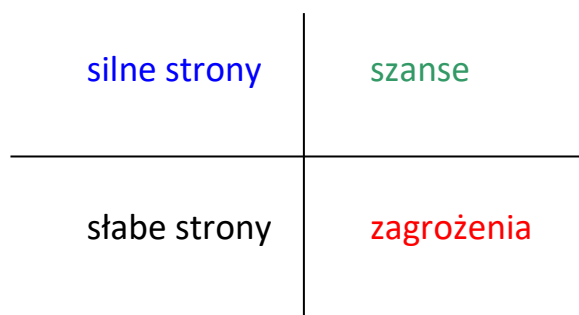 silne strony
szanse
słabe strony
zagrożenia